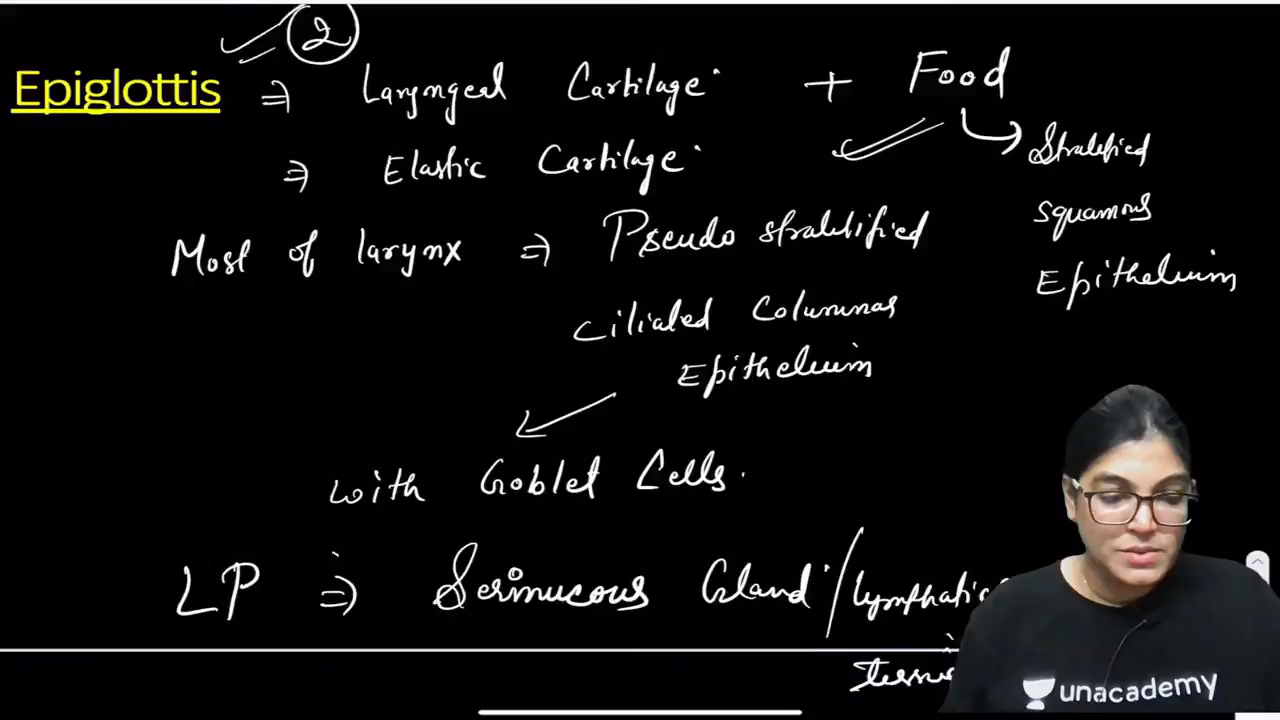 2
Epiglottis ⇒ Laryngeal Cartilage + Food
⇒ Elastic Cartilage
Stratified
squamous
Epithelium
Most of larynx ⇒ Pseudo stratified
ciliated Columnar
Epithelium
with Goblet Cells.
LP ⇒ Serimucous Gland /
unacademy